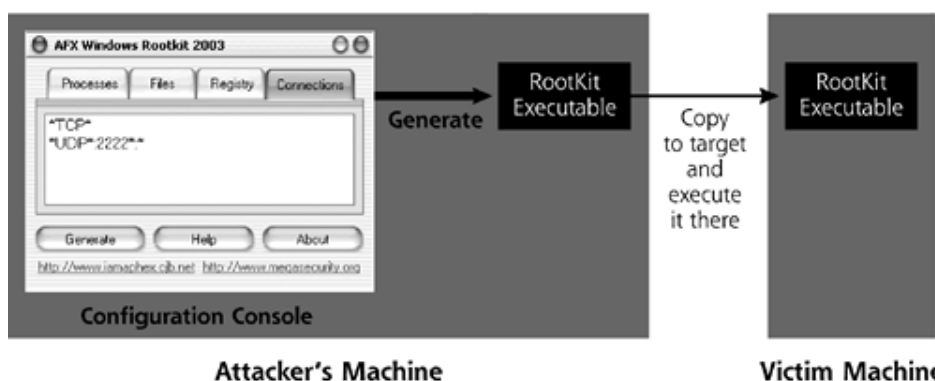 AFX Windows Rootkit 2003
Processes Files Registry Connections
*TCP*
*UDP*:2222*:*
Generate Help About
http://www.iamaphex.cjb.net http://www.megasecurity.org
Configuration Console
Generate
RootKit
Executable
Copy
to target
and
execute
it there
RootKit
Executable
Attacker's Machine
Victim Machine